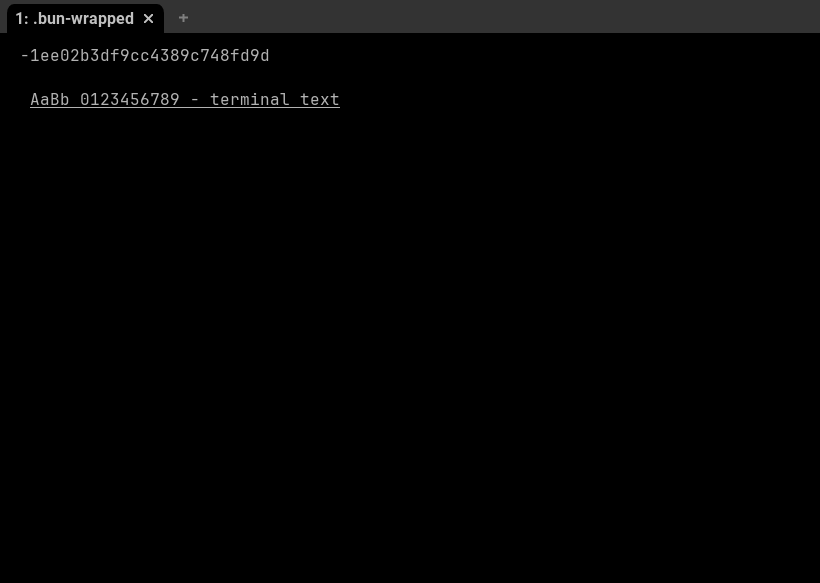 1: .bun-wrapped × +
-1ee02b3df9cc4389c748fd9d
AaBb 0123456789 - terminal text